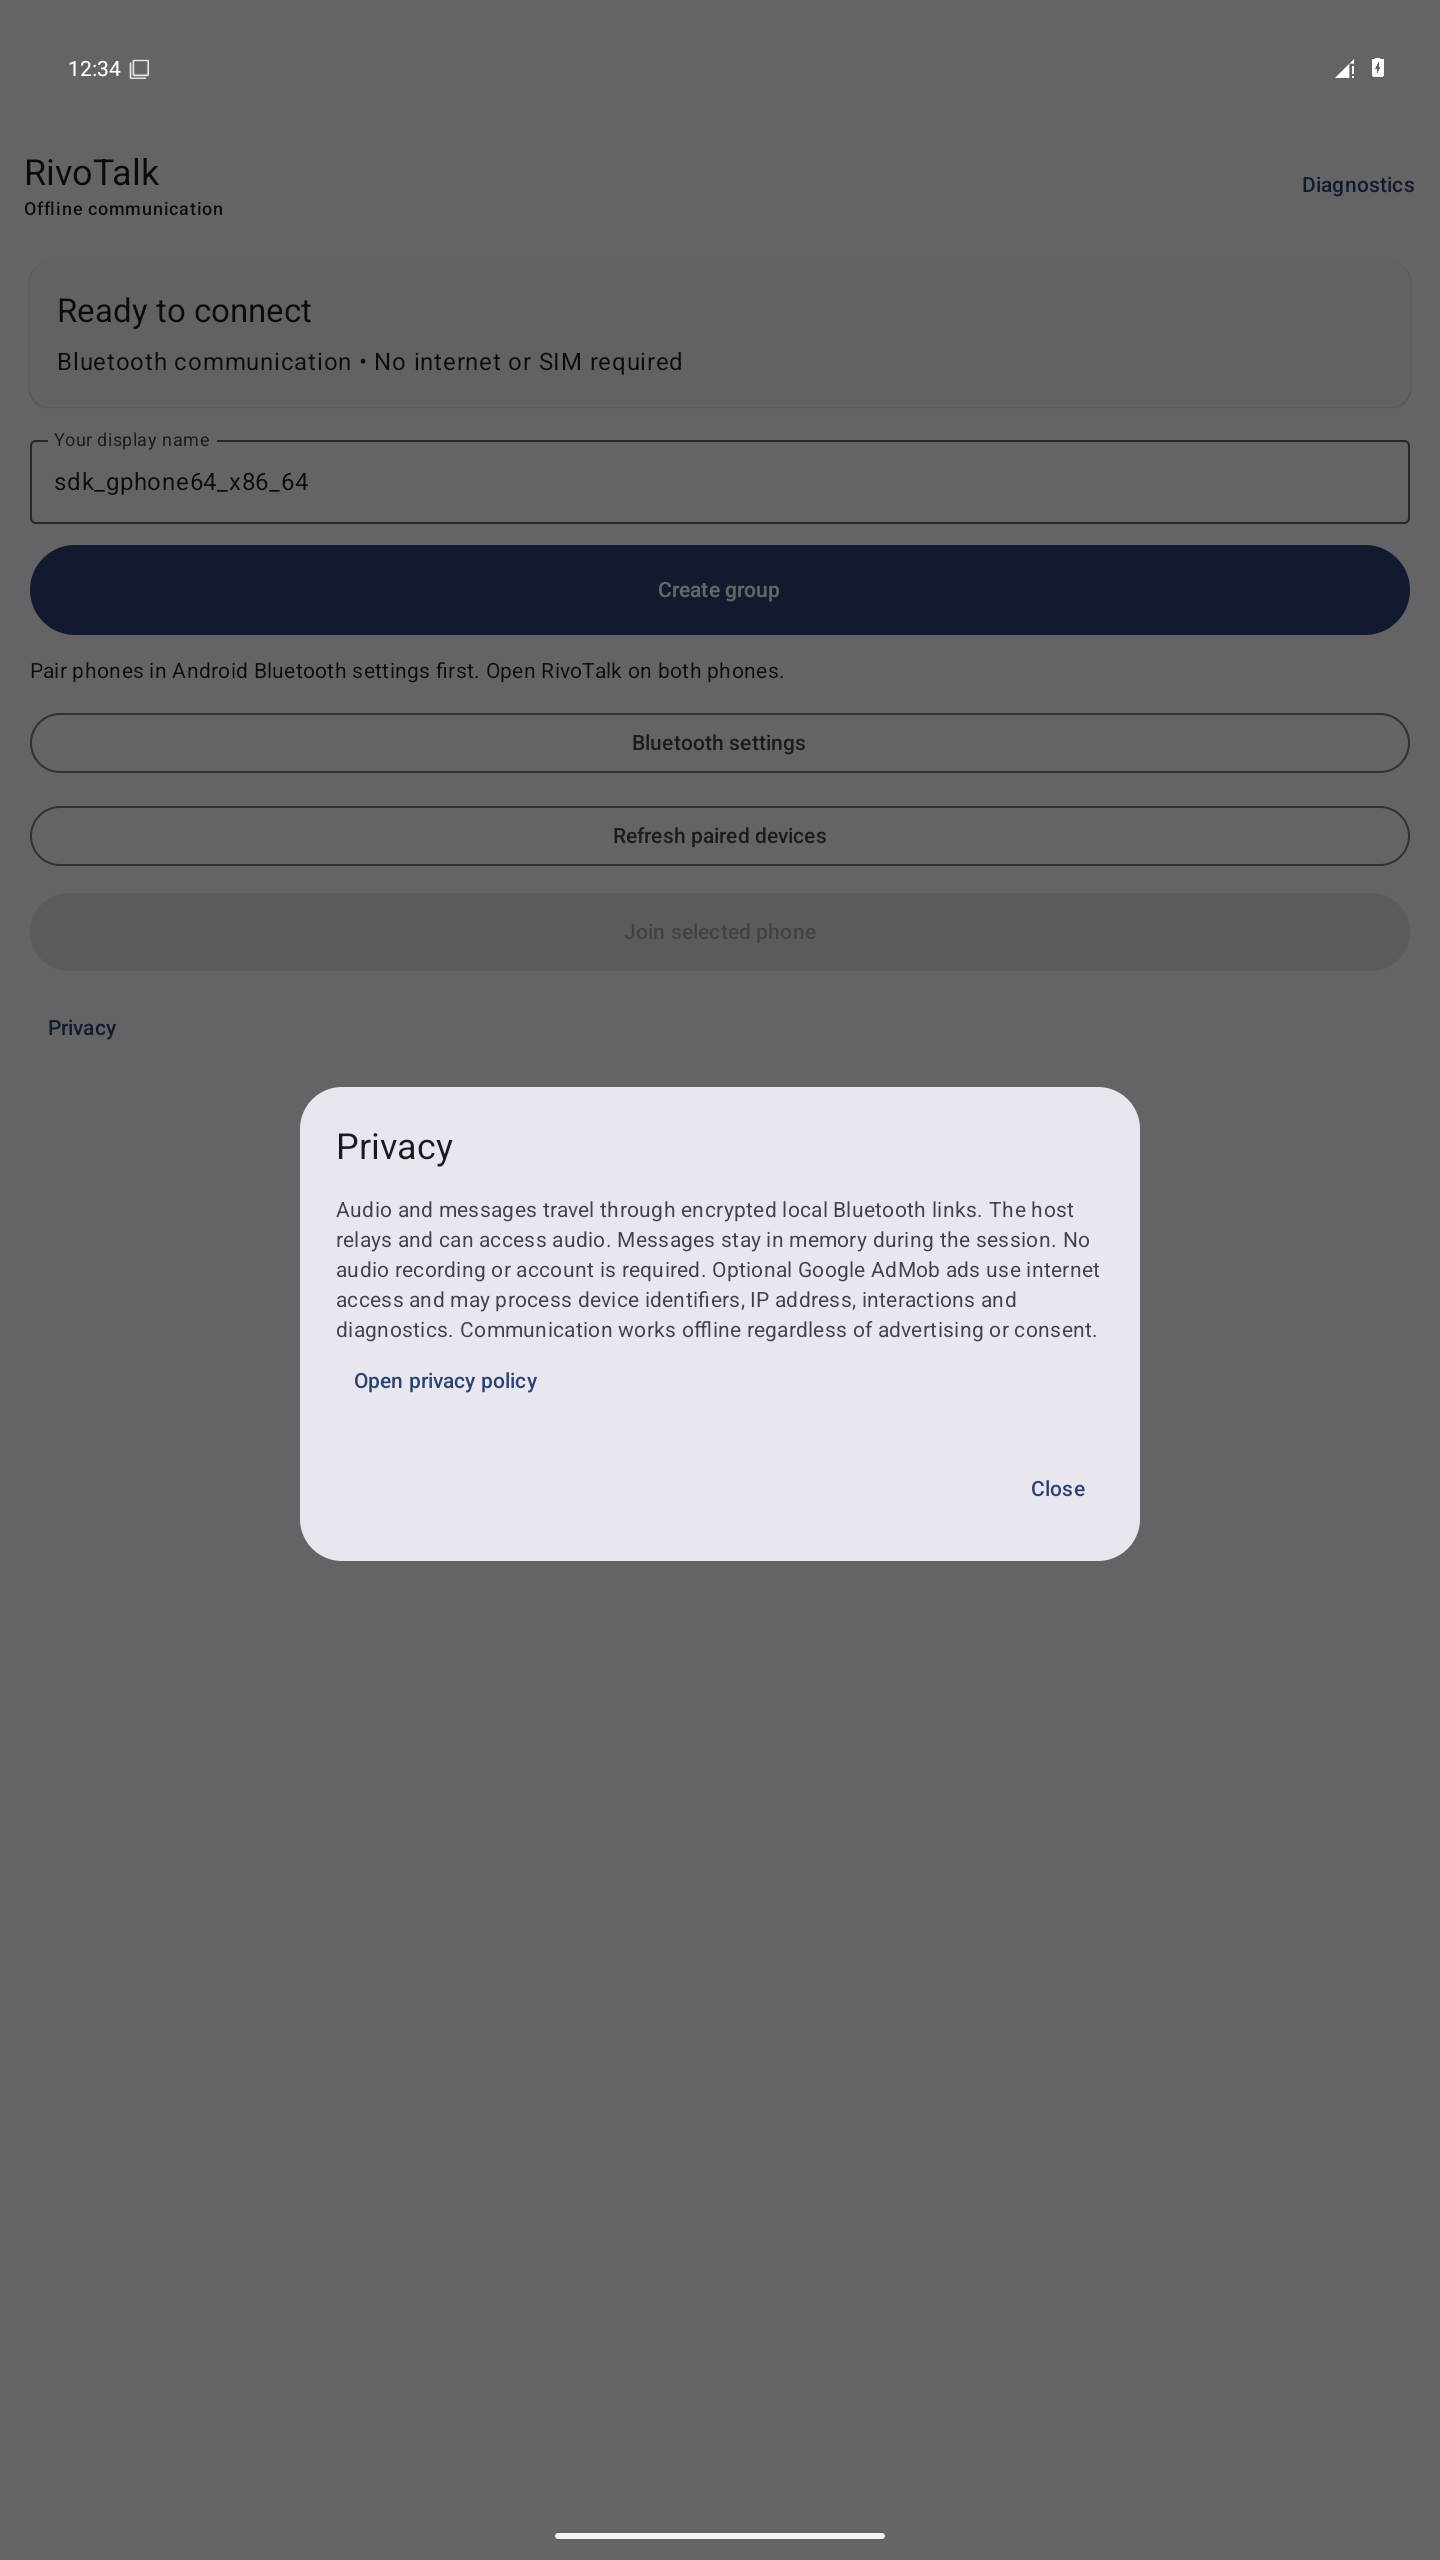 12:34
RivoTalk
Offline communication
Diagnostics
Ready to connect
Bluetooth communication • No internet or SIM required
Your display name
sdk_gphone64_x86_64
Create group
Pair phones in Android Bluetooth settings first. Open RivoTalk on both phones.
Bluetooth settings
Refresh paired devices
Join selected phone
Privacy
Privacy
Audio and messages travel through encrypted local Bluetooth links. The host
relays and can access audio. Messages stay in memory during the session. No
audio recording or account is required. Optional Google AdMob ads use internet
access and may process device identifiers, IP address, interactions and
diagnostics. Communication works offline regardless of advertising or consent.
Open privacy policy
Close